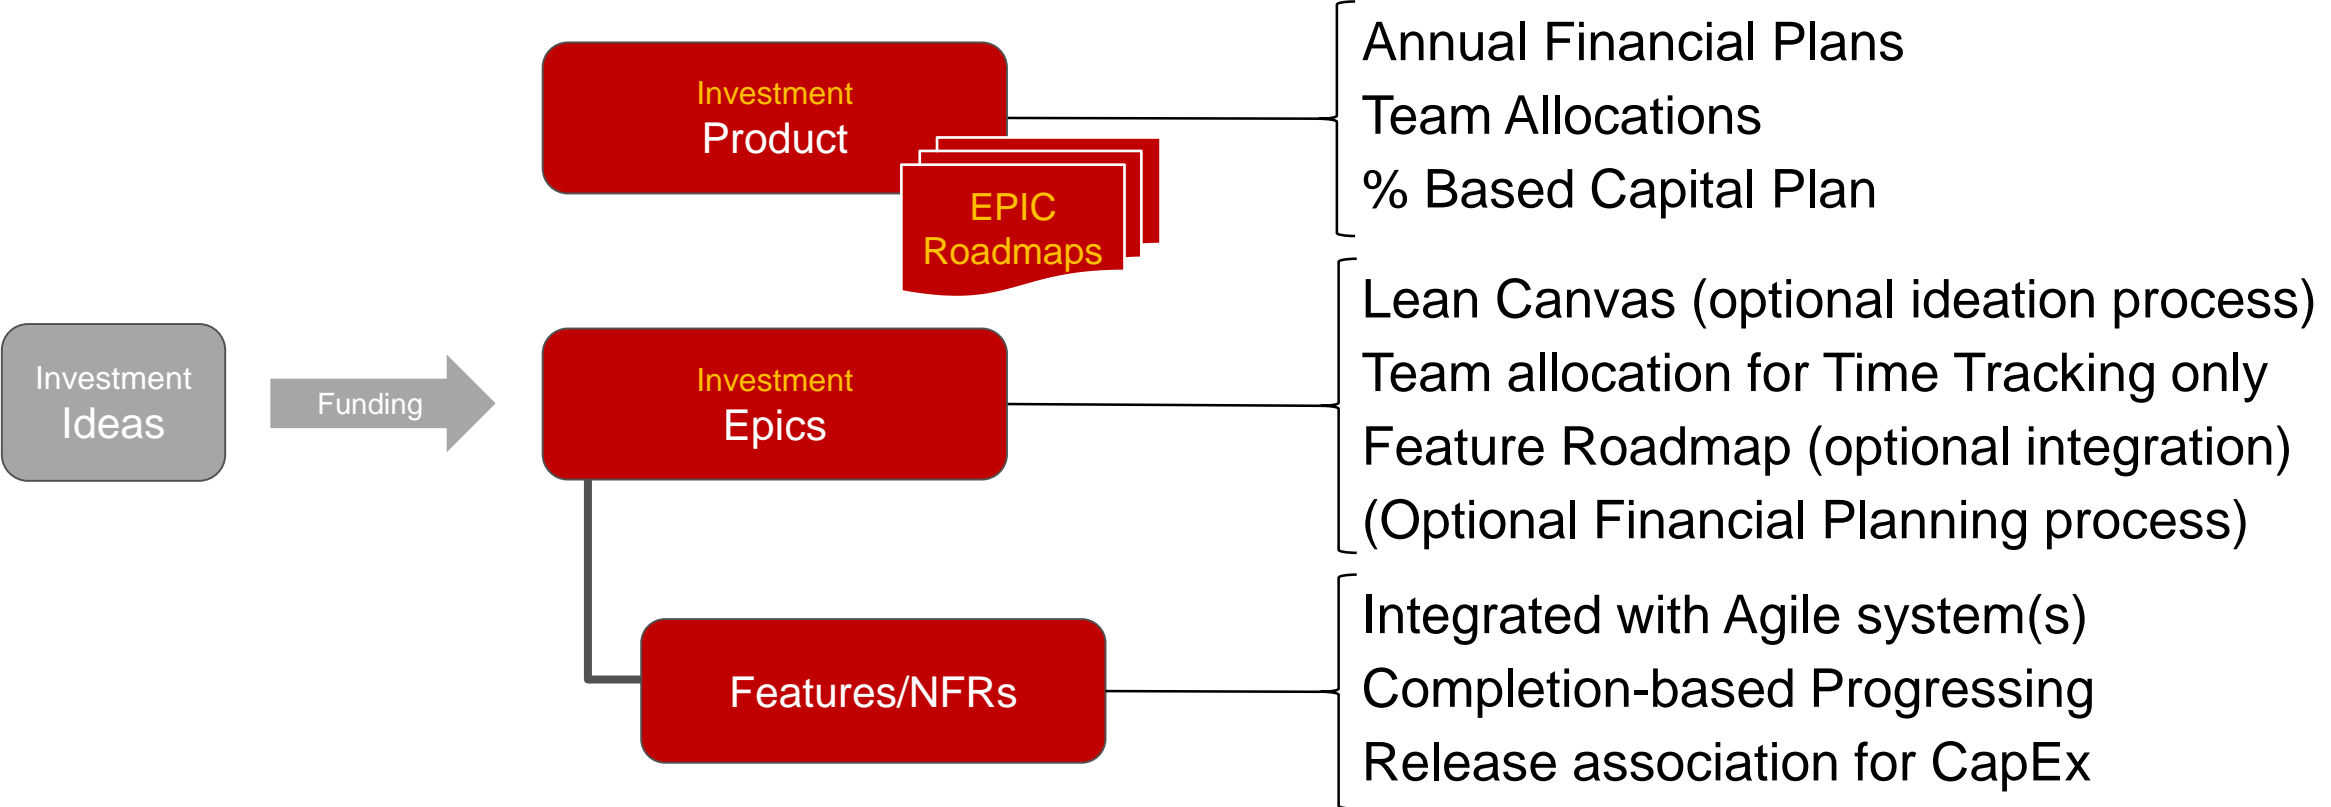 Investment
Product
EPIC
Roadmaps
Annual Financial Plans
Team Allocations
% Based Capital Plan
Investment
Ideas
Funding
Investment
Epics
Lean Canvas (optional ideation process)
Team allocation for Time Tracking only
Feature Roadmap (optional integration)
(Optional Financial Planning process)
Features/NFRs
Integrated with Agile system(s)
Completion-based Progressing
Release association for CapEx